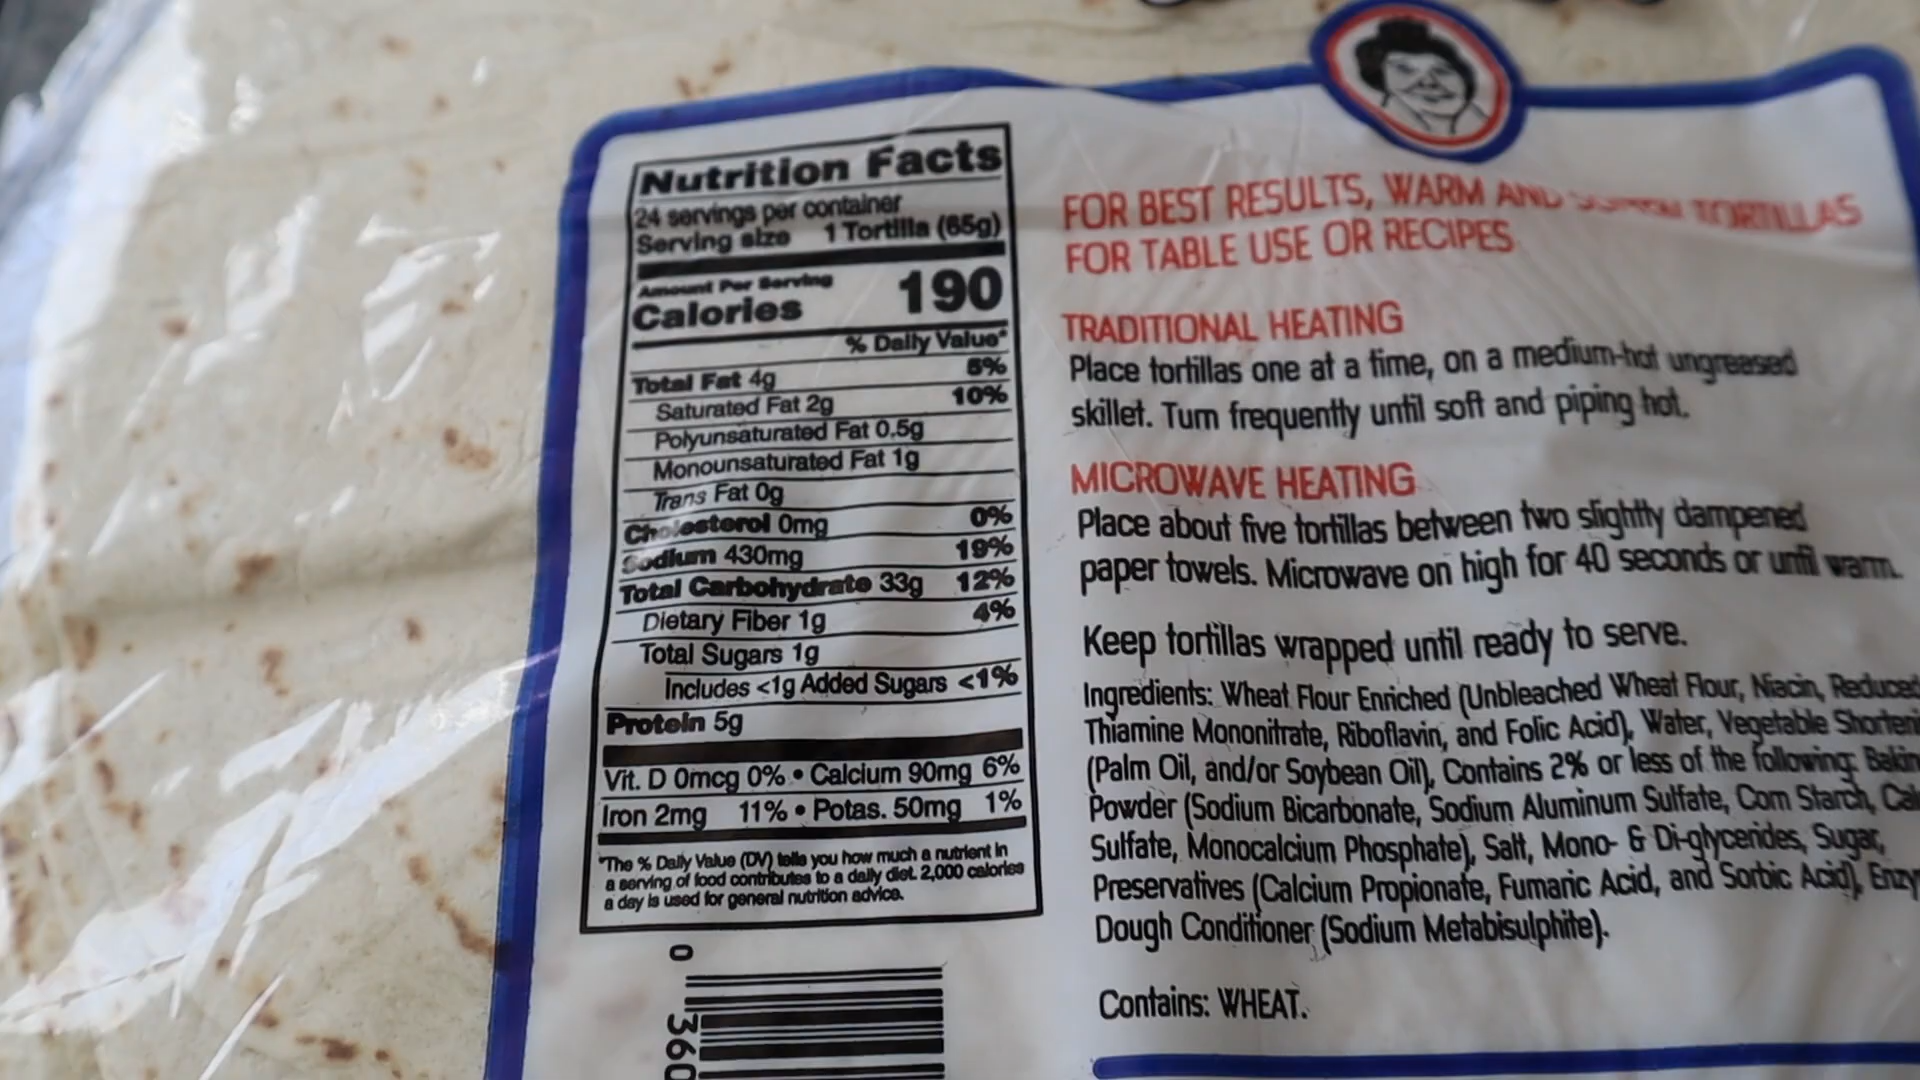 Nutrition Facts
24 servings per container
Serving size 1 Tortilla (65g)
Amount Per Serving
Calories 190
% Daily Value*
Total Fat 4g 5%
Saturated Fat 2g 10%
Polyunsaturated Fat 0.5g
Monounsaturated Fat 1g
Trans Fat 0g
Cholesterol 0mg 0%
Sodium 430mg 19%
Total Carbohydrate 33g 12%
Dietary Fiber 1g 4%
Total Sugars 1g
Includes <1g Added Sugars <1%
Protein 5g
Vit. D 0mcg 0% • Calcium 90mg 6%
Iron 2mg 11% • Potas. 50mg 1%
*The % Daily Value (DV) tells you how much a nutrient in
a serving of food contributes to a daily diet. 2,000 calories
a day is used for general nutrition advice.
0
360
FOR BEST RESULTS, WARM AND TORTILLAS
FOR TABLE USE OR RECIPES
TRADITIONAL HEATING
Place tortillas one at a time, on a medium-hot ungreased
skillet. Turn frequently until soft and piping hot.
MICROWAVE HEATING
Place about five tortillas between two slightly dampened
paper towels. Microwave on high for 40 seconds or until warm.
Keep tortillas wrapped until ready to serve.
Ingredients: Wheat Flour Enriched (Unbleached Wheat Flour, Niacin, Reduced
Thiamine Mononitrate, Riboflavin, and Folic Acid), Water, Vegetable
(Palm Oil, and/or Soybean Oil), Contains 2% or less of the following:
Powder (Sodium Bicarbonate, Sodium Aluminum Sulfate, Corn Starch,
Sulfate, Monocalcium Phosphate), Salt, Mono- & Di-glycerides, Sugar,
Preservatives (Calcium Propionate, Fumaric Acid, and Sorbic Acid),
Dough Conditioner (Sodium Metabisulphite).
Contains: WHEAT.